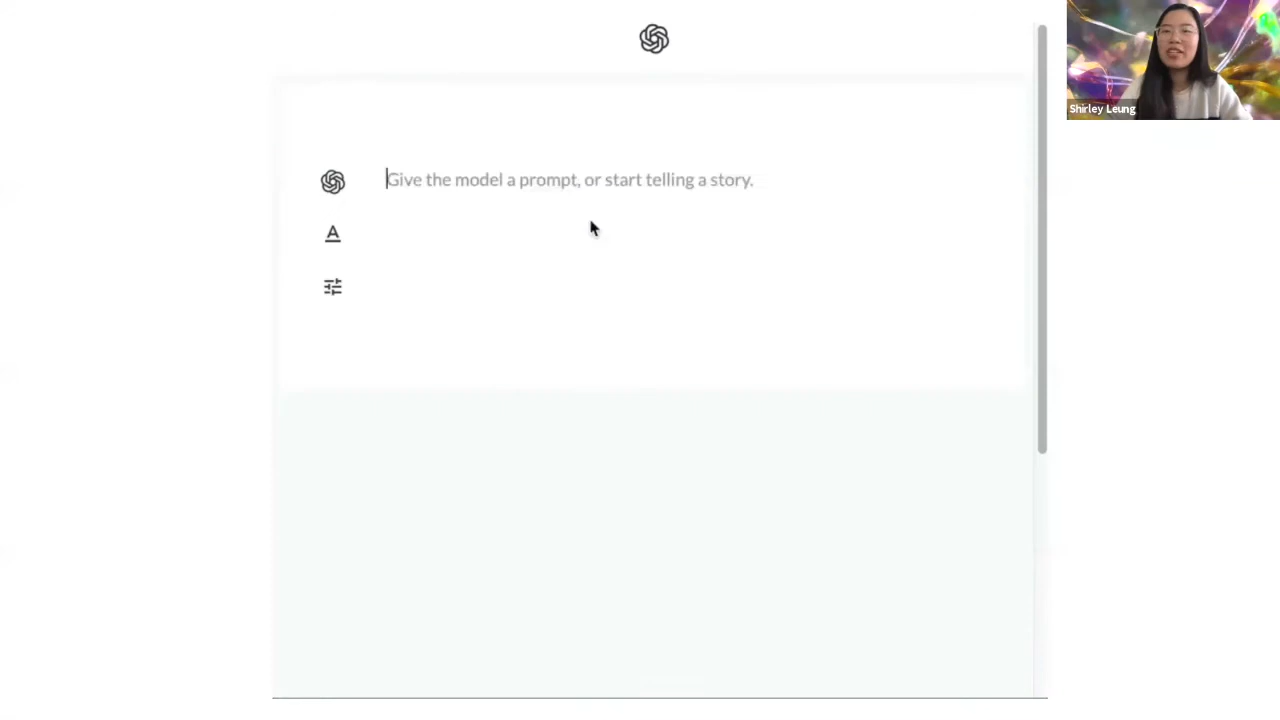 Shirley Leung
Give the model a prompt, or start telling a story.
A